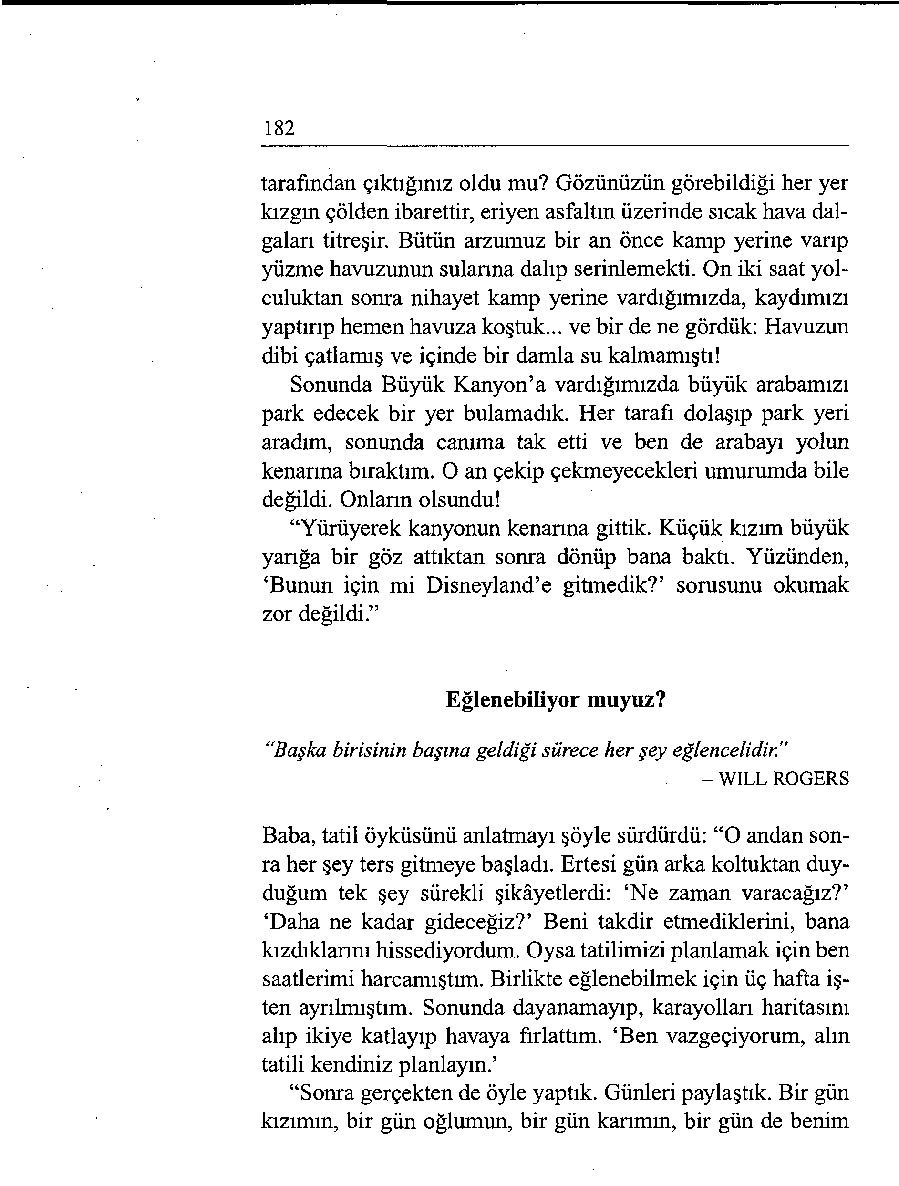 182
tarafından çıktığınız oldu mu? Gözünüzün görebildiği her yer
kızgın çölden ibarettir, eriyen asfaltın üzerinde sıcak hava dal-
gaları titreşir. Bütün arzumuz bir an önce kamp yerine varıp
yüzme havuzunun sularına dalıp serinlemekti. On iki saat yol-
culuktan sonra nihayet kamp yerine vardığımızda, kaydımızı
yaptırıp hemen havuza koştuk... ve bir de ne gördük: Havuzun
dibi çatlamış ve içinde bir damla su kalmamıştı!
Sonunda Büyük Kanyon’a vardığımızda büyük arabamızı
park edecek bir yer bulamadık. Her tarafı dolaşıp park yeri
aradım, sonunda canıma tak etti ve ben de arabayı yolun
kenarına bıraktım. O an çekip çekmeyecekleri umurumda bile
değildi. Onların olsundu!
“Yürüyerek kanyonun kenarına gittik. Küçük kızım büyük
yarığa bir göz attıktan sonra dönüp bana baktı. Yüzünden,
‘Bunun için mi Disneyland’e gitmedik?’ sorusunu okumak
zor değildi.”
Eğlenebiliyor muyuz?
“Başka birisinin başına geldiği sürece her şey eğlencelidir."
– WILL ROGERS
Baba, tatil öyküsünü anlatmayı şöyle sürdürdü: “O andan son-
ra her şey ters gitmeye başladı. Ertesi gün arka koltuktan duy-
duğum tek şey sürekli şikâyetlerdi: ‘Ne zaman varacağız?’
‘Daha ne kadar gideceğiz?’ Beni takdir etmediklerini, bana
kızdıklarını hissediyordum. Oysa tatilimizi planlamak için ben
saatlerimi harcamıştım. Birlikte eğlenebilmek için üç hafta iş-
ten ayrılmıştım. Sonunda dayanamayıp, karayolları haritasını
alıp ikiye katlayıp havaya fırlattım. ‘Ben vazgeçiyorum, alın
tatili kendiniz planlayın.’
“Sonra gerçekten de öyle yaptık. Günleri paylaştık. Bir gün
kızımın, bir gün oğlumun, bir gün karımın, bir gün de benim